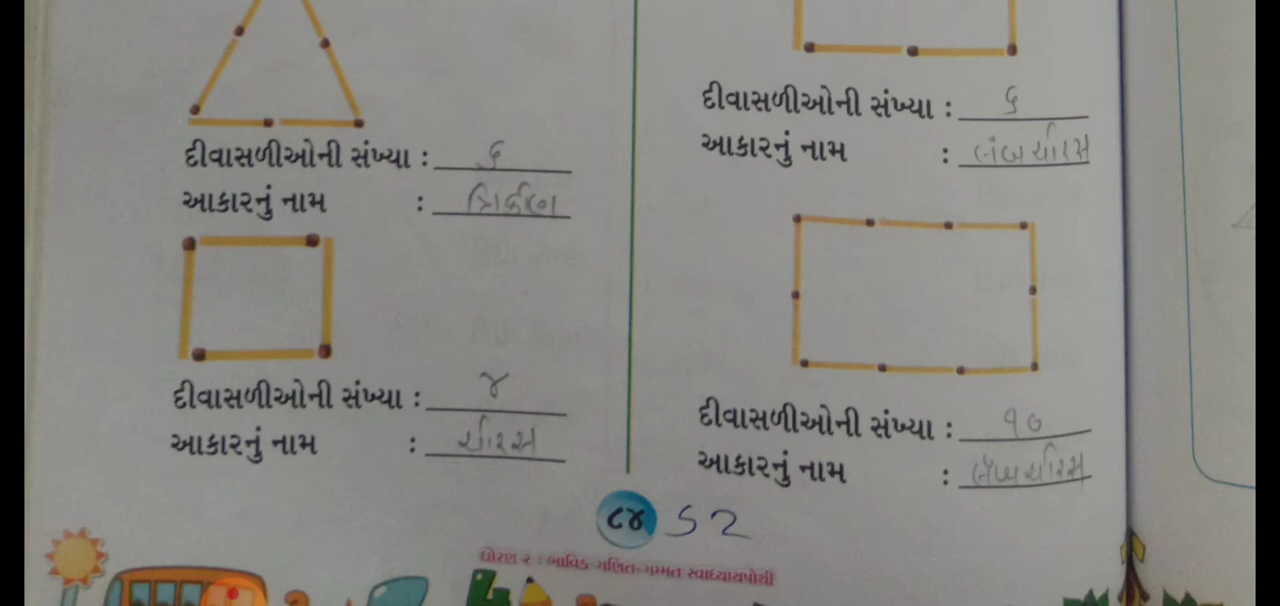 દીવાસળીઓની સંખ્યા : ૬
આકારનું નામ : ત્રિકોણ
દીવાસળીઓની સંખ્યા : ૪
આકારનું નામ : ચોરસ
દીવાસળીઓની સંખ્યા : ૬
આકારનું નામ : લંબચોરસ
દીવાસળીઓની સંખ્યા : ૧૦
આકારનું નામ : લંબચોરસ
૮૪ S2
ધોરણ ૨ : ભાવિક ગણિત-ગમ્મત સ્વાધ્યાયપોથી